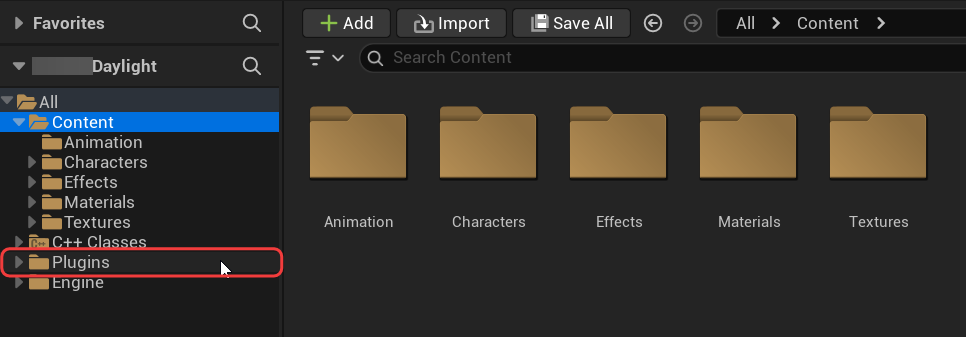 Favorites
Daylight
All
Content
Animation
Characters
Effects
Materials
Textures
C++ C++ Classes
Plugins
Engine
Add Import Save All All Content
Search Content
Animation Characters Effects Materials Textures